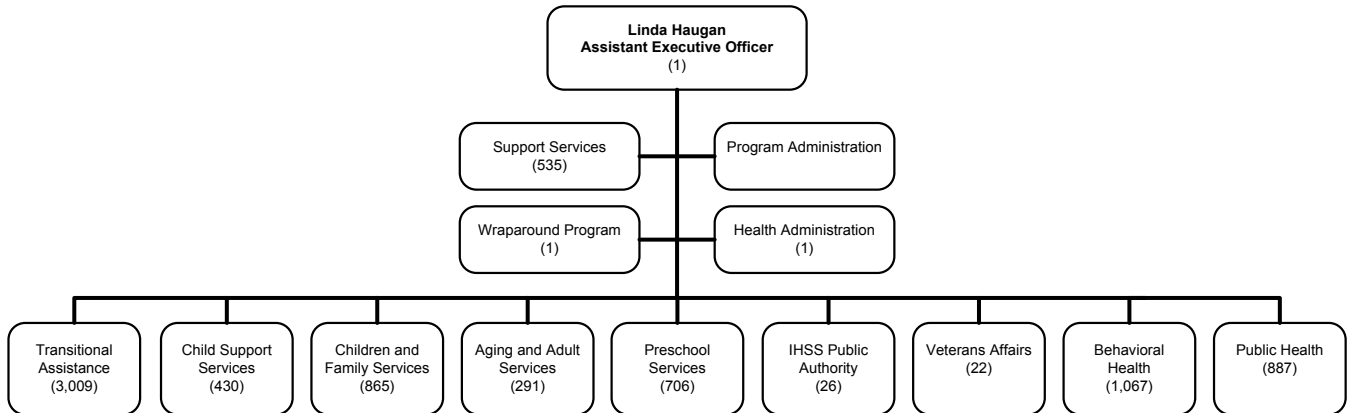 Linda Haugan
Assistant Executive Officer
(1)
Support Services
(535)
Program Administration
Wraparound Program
(1)
Health Administration
(1)
Transitional
Assistance
(3,009)
Child Support
Services
(430)
Children and
Family Services
(865)
Aging and Adult
Services
(291)
Preschool
Services
(706)
IHSS Public
Authority
(26)
Veterans Affairs
(22)
Behavioral
Health
(1,067)
Public Health
(887)